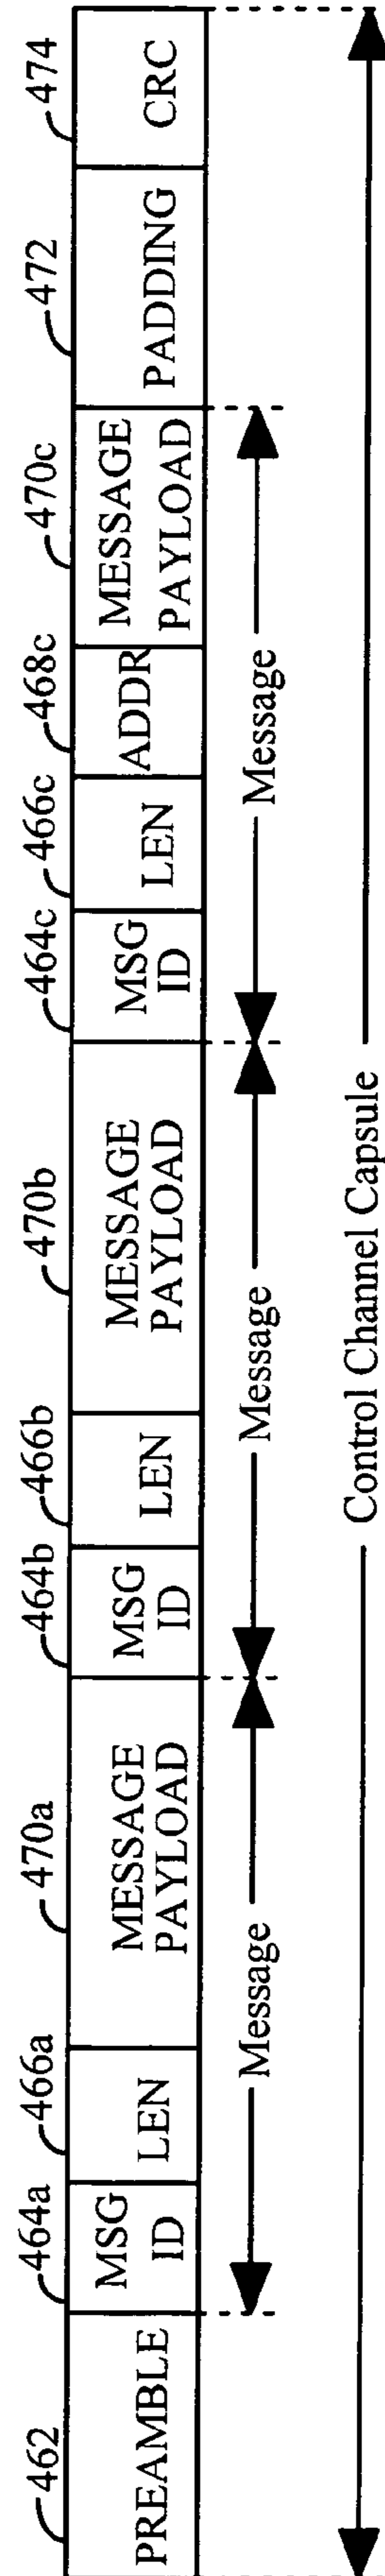 462
464a
466a
470a
464b
466b
470b
464c
466c
468c
470c
472
474
PREAMBLE
MSG
ID
LEN
MESSAGE
PAYLOAD
MSG
ID
LEN
MESSAGE
PAYLOAD
MSG
ID
LEN
ADDR
MESSAGE
PAYLOAD
PADDING
CRC
Message
Message
Message
Control Channel Capsule